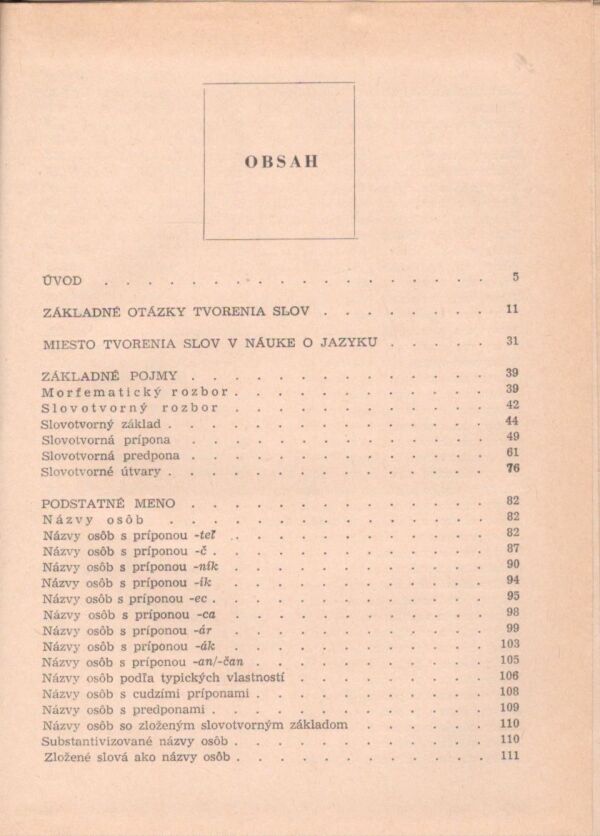 OBSAH
ÚVOD . . . . . . . . . . . . . . 5
ZÁKLADNÉ OTÁZKY TVORENIA SLOV . . . . . . 11
MIESTO TVORENIA SLOV V NÁUKE O JAZYKU . . . . . 31
ZÁKLADNÉ POJMY . . . . . . . . . . . 39
Morfematický rozbor . . . . . . . . . 39
Slovotvorný rozbor . . . . . . . . . 42
Slovotvorný základ . . . . . . . . . . . 44
Slovotvorná prípona . . . . . . . . . . . 49
Slovotvorná predpona . . . . . . . . . . 61
Slovotvorné útvary . . . . . . . . . . . 76
PODSTATNÉ MENO . . . . . . . . . . . 82
Názvy osôb . . . . . . . . . . . . 82
Názvy osôb s príponou -teľ . . . . . . . . . 82
Názvy osôb s príponou -č . . . . . . . . . 87
Názvy osôb s príponou -ník . . . . . . . . . 90
Názvy osôb s príponou -ík . . . . . . . . . 94
Názvy osôb s príponou -ec . . . . . . . . . 95
Názvy osôb s príponou -ca . . . . . . . . . 98
Názvy osôb s príponou -ár . . . . . . . . . 99
Názvy osôb s príponou -ák . . . . . . . . . 103
Názvy osôb s príponou -an/-čan . . . . . . . . 105
Názvy osôb podľa typických vlastností . . . . . . . 106
Názvy osôb s cudzími príponami . . . . . . . . 108
Názvy osôb s predponami . . . . . . . . . . 109
Názvy osôb so zloženým slovotvorným základom . . . . . 110
Substantivizované názvy osôb . . . . . . . . . 110
Zložené slová ako názvy osôb . . . . . . . . . 111